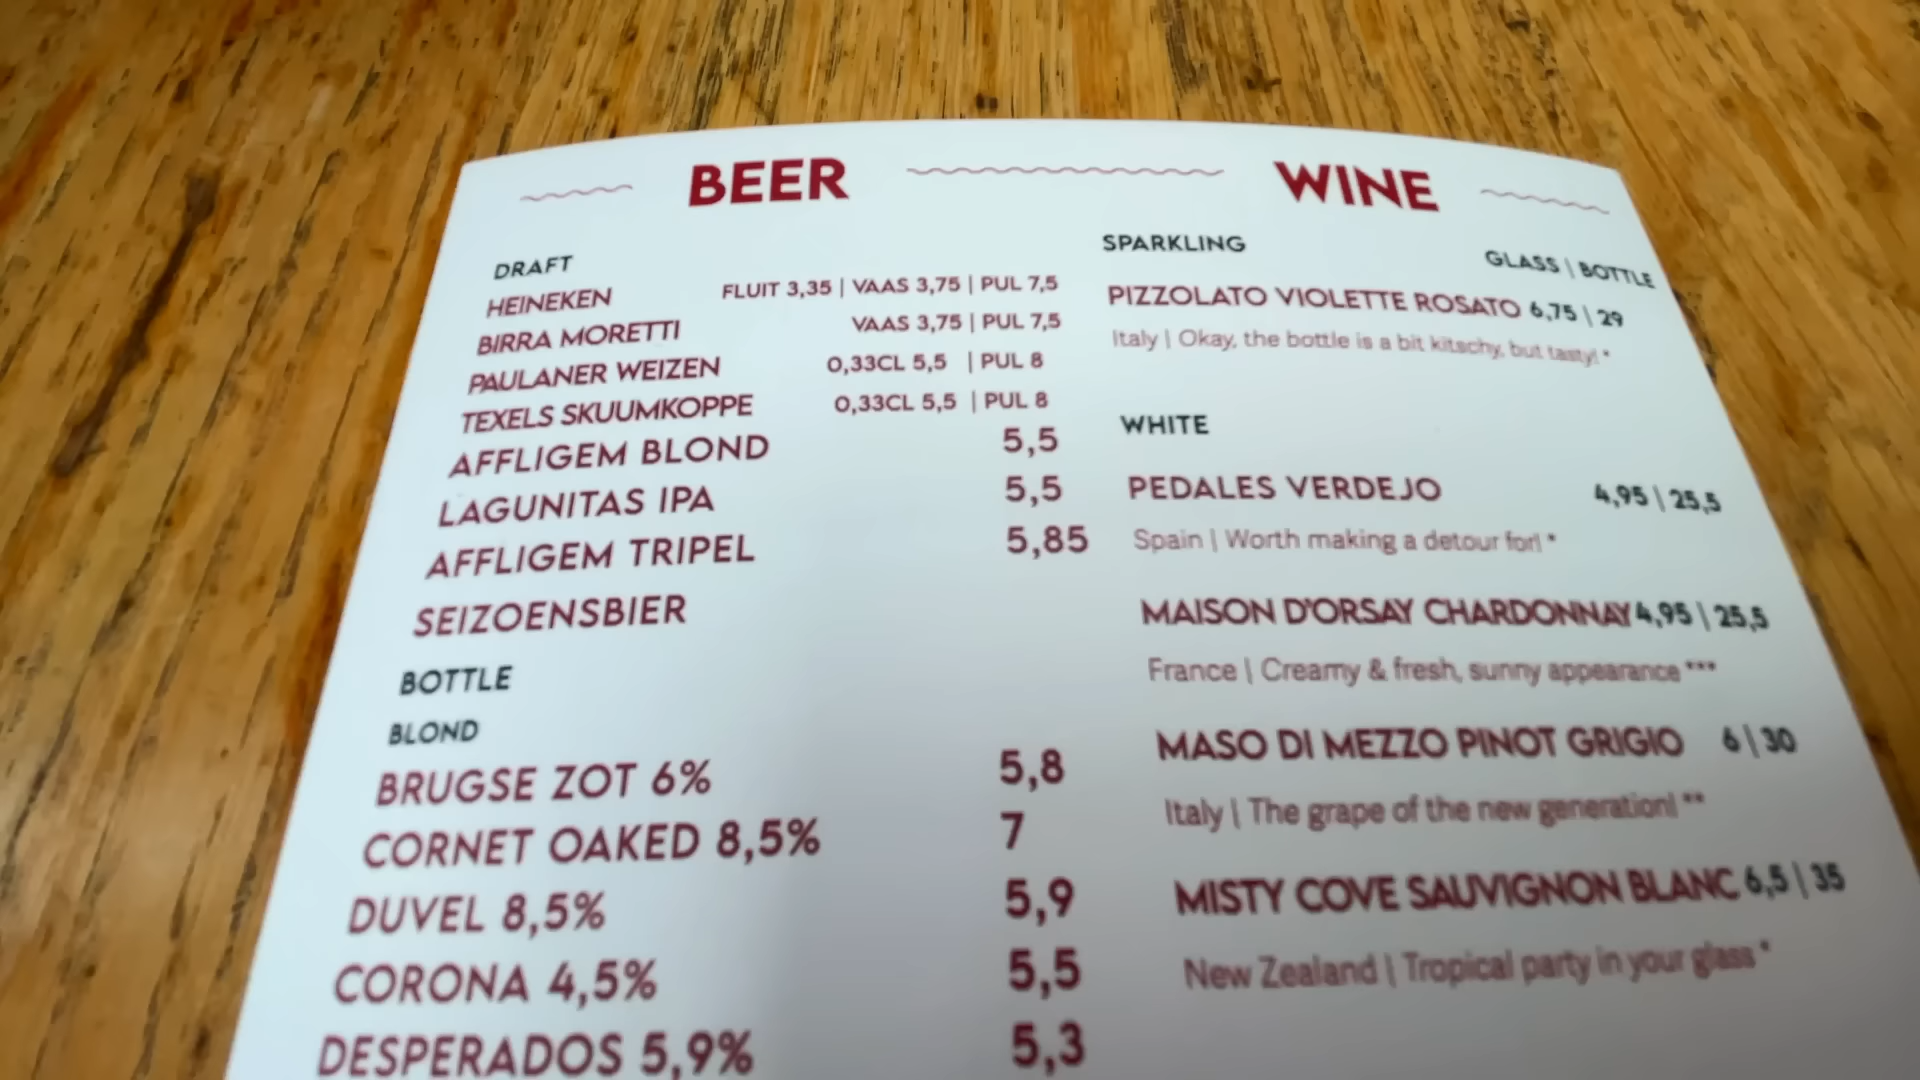 BEER
DRAFT
HEINEKEN FLUIT 3,35 | VAAS 3,75 | PUL 7,5
BIRRA MORETTI VAAS 3,75 | PUL 7,5
PAULANER WEIZEN 0,33CL 5,5 | PUL 8
TEXELS SKUUMKOPPE 0,33CL 5,5 | PUL 8
AFFLIGEM BLOND 5,5
LAGUNITAS IPA 5,5
AFFLIGEM TRIPEL 5,85
SEIZOENSBIER
BOTTLE
BLOND
BRUGSE ZOT 6% 5,8
CORNET OAKED 8,5% 7
DUVEL 8,5% 5,9
CORONA 4,5% 5,5
DESPERADOS 5,9% 5,3
WINE
SPARKLING
GLASS | BOTTLE
PIZZOLATO VIOLETTE ROSATO 6,75 | 29
Italy | Okay, the bottle is a bit kitschy, but tasty! *
WHITE
PEDALES VERDEJO 4,95 | 25,5
Spain | Worth making a detour for! *
MAISON D'ORSAY CHARDONNAY 4,95 | 25,5
France | Creamy & fresh, sunny appearance ***
MASO DI MEZZO PINOT GRIGIO 6 | 30
Italy | The grape of the new generation! **
MISTY COVE SAUVIGNON BLANC 6,5 | 35
New Zealand | Tropical party in your glass *